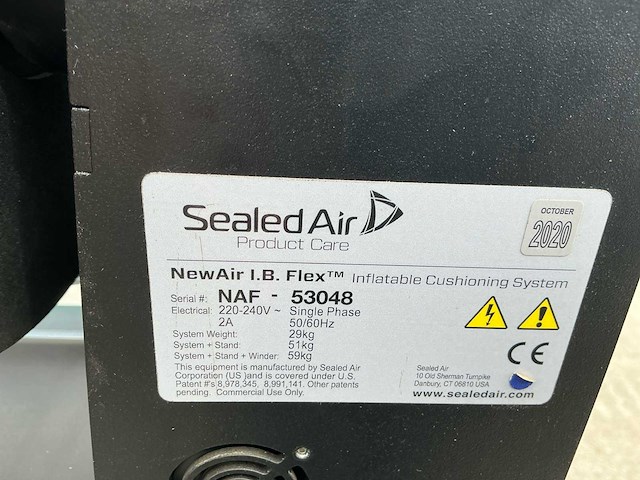 Sealed Air
Product Care
OCTOBER
2020
NewAir I.B. Flex™ Inflatable Cushioning System
Serial #: NAF - 53048
Electrical: 220-240V ~ Single Phase
2A 50/60Hz
System Weight: 29kg
System + Stand: 51kg
System + Stand + Winder: 59kg
This equipment is manufactured by Sealed Air
Corporation (US) and is covered under U.S.
Patent #'s 8,978,345, 8,991,141. Other patents
pending. Commercial Use Only.
CE
Sealed Air
10 Old Sherman Turnpike
Danbury, CT 06810 USA
www.sealedair.com